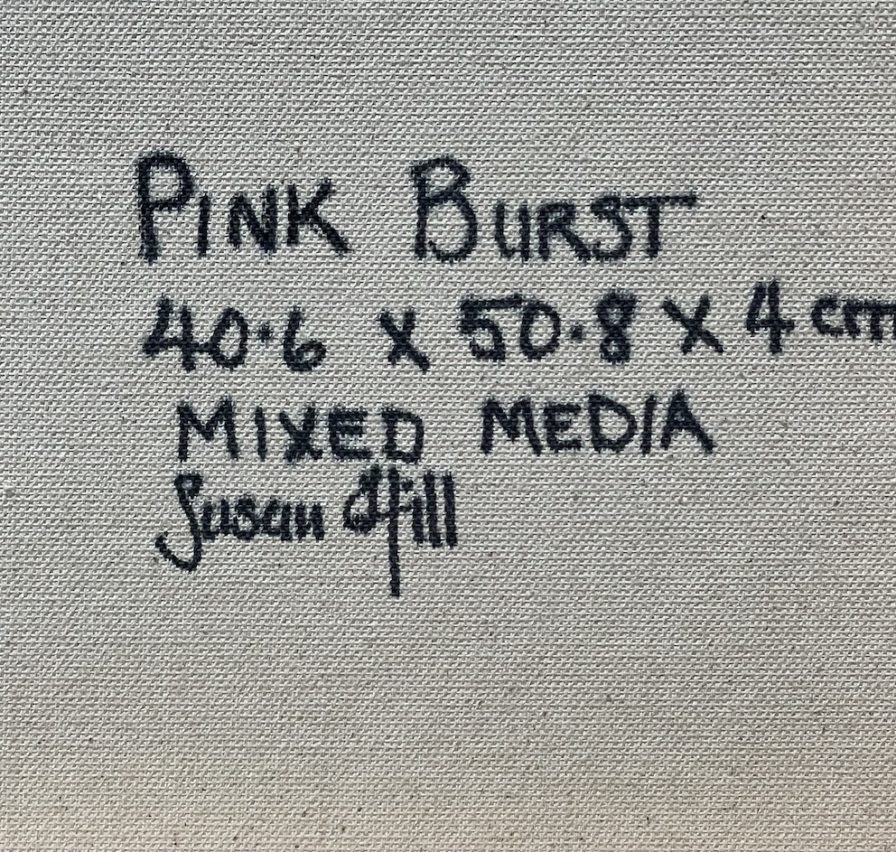 PINK BURST
40.6 x 50.8 x 4 cm
MIXED MEDIA
Susan Hill